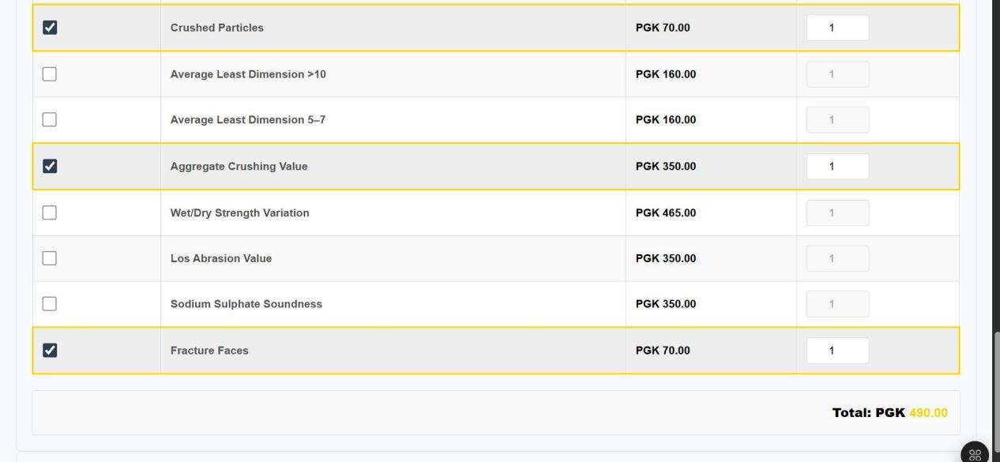 Crushed Particles PGK 70.00 1
Average Least Dimension >10 PGK 160.00 1
Average Least Dimension 5–7 PGK 160.00 1
Aggregate Crushing Value PGK 350.00 1
Wet/Dry Strength Variation PGK 465.00 1
Los Abrasion Value PGK 350.00 1
Sodium Sulphate Soundness PGK 350.00 1
Fracture Faces PGK 70.00 1
Total: PGK 490.00